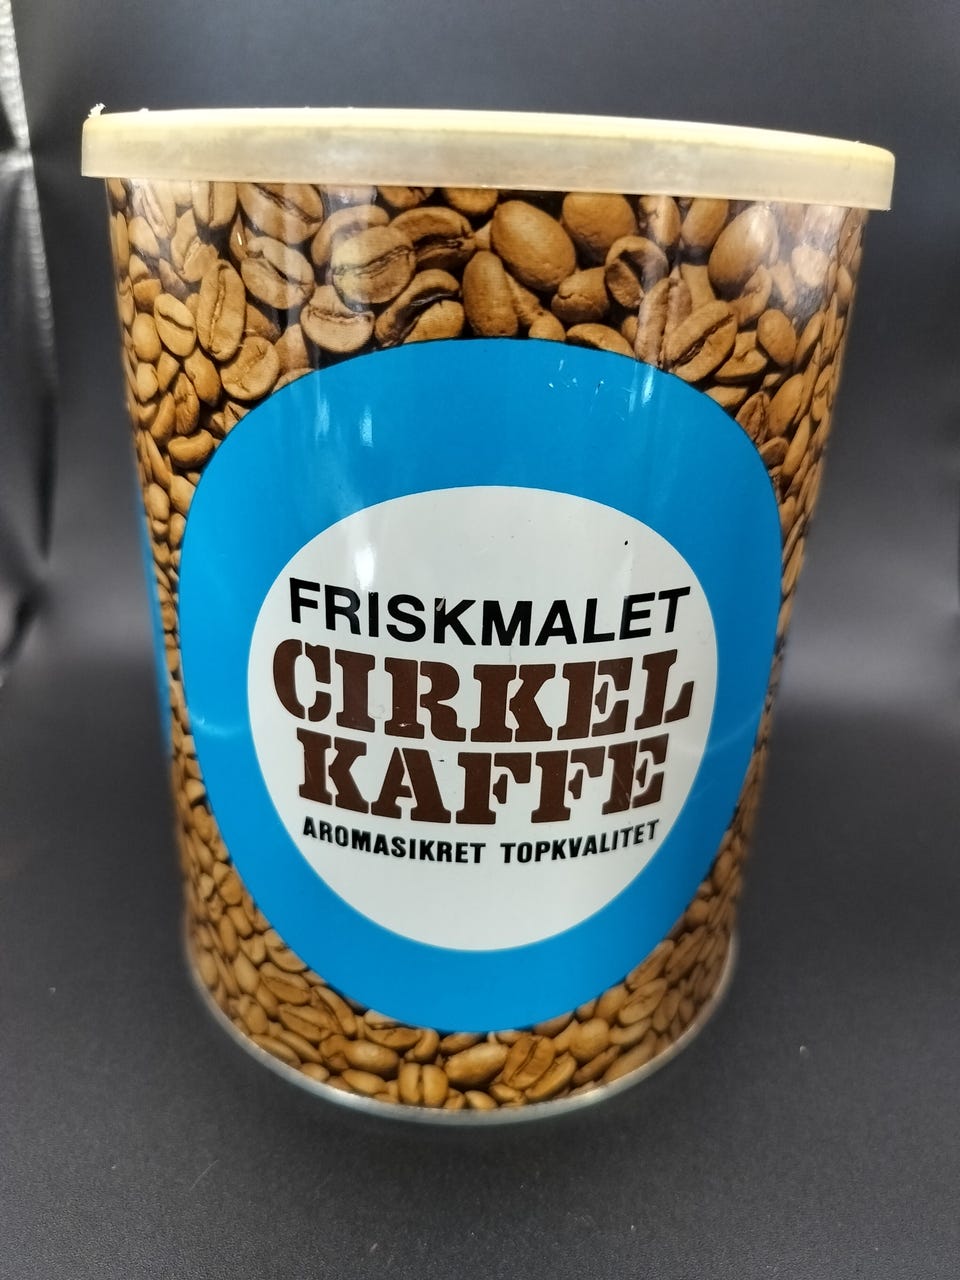 FRISKMALET
CIRKEL
KAFFE
AROMASIKRET TOPKVALITET